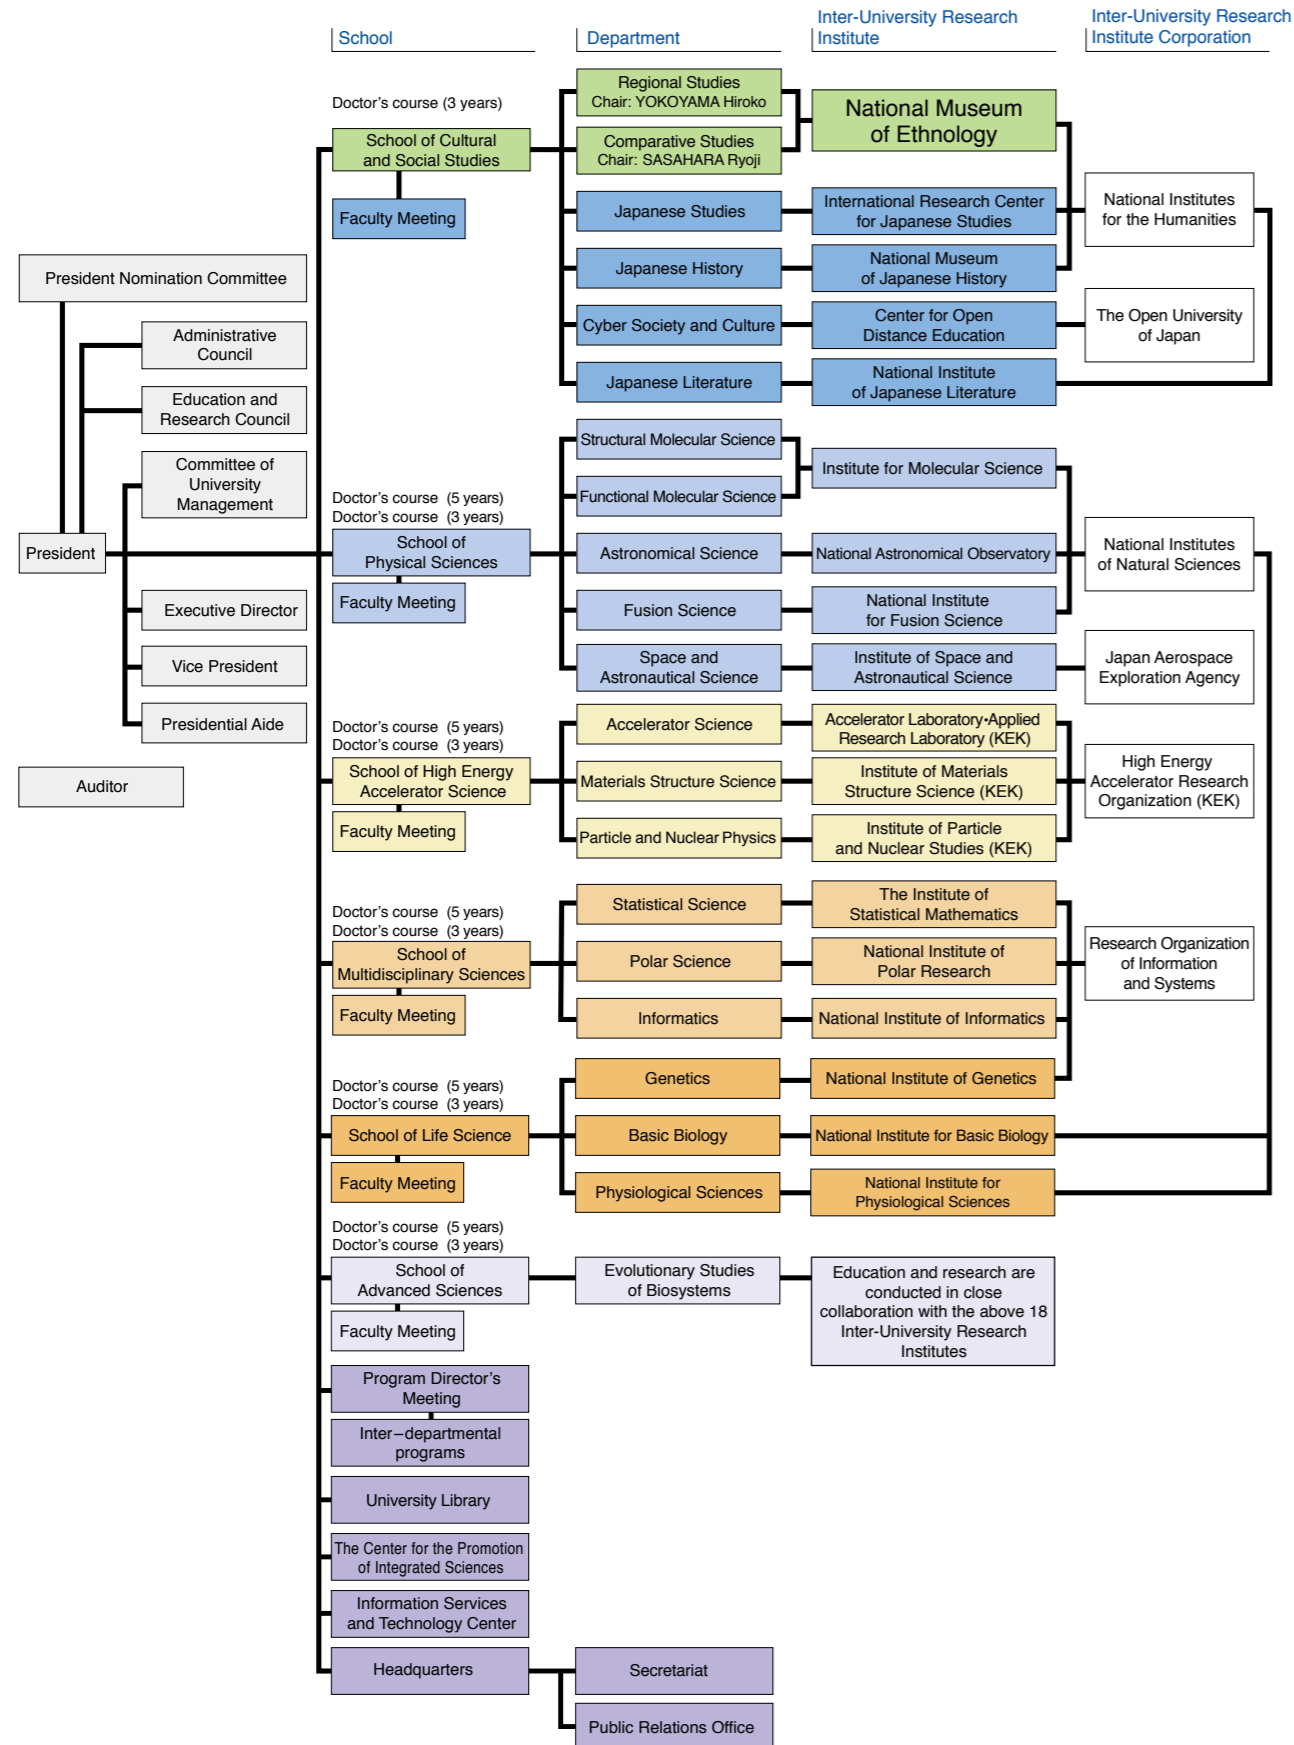 School
Department
Inter-University Research
Institute
Inter-University Research
Institute Corporation
President Nomination Committee
Administrative
Council
Education and
Research Council
Committee of
University
Management
President
Executive Director
Vice President
Presidential Aide
Auditor
Doctor's course (3 years)
School of Cultural
and Social Studies
Faculty Meeting
Regional Studies
Chair: YOKOYAMA Hiroko
Comparative Studies
Chair: SASAHARA Ryoji
National Museum
of Ethnology
Japanese Studies
International Research Center
for Japanese Studies
National Institutes
for the Humanities
Japanese History
National Museum
of Japanese History
Cyber Society and Culture
Center for Open
Distance Education
The Open University
of Japan
Japanese Literature
National Institute
of Japanese Literature
Doctor's course (5 years)
Doctor's course (3 years)
School of
Physical Sciences
Faculty Meeting
Structural Molecular Science
Functional Molecular Science
Institute for Molecular Science
Astronomical Science
National Astronomical Observatory
National Institutes
of Natural Sciences
Fusion Science
National Institute
for Fusion Science
Space and
Astronautical Science
Institute of Space and
Astronautical Science
Japan Aerospace
Exploration Agency
Doctor's course (5 years)
Doctor's course (3 years)
School of High Energy
Accelerator Science
Faculty Meeting
Accelerator Science
Accelerator Laboratory•Applied
Research Laboratory (KEK)
Materials Structure Science
Institute of Materials
Structure Science (KEK)
High Energy
Accelerator Research
Organization (KEK)
Particle and Nuclear Physics
Institute of Particle
and Nuclear Studies (KEK)
Doctor's course (5 years)
Doctor's course (3 years)
School of
Multidisciplinary Sciences
Faculty Meeting
Statistical Science
The Institute of
Statistical Mathematics
Polar Science
National Institute of
Polar Research
Research Organization
of Information
and Systems
Informatics
National Institute of Informatics
Doctor's course (5 years)
Doctor's course (3 years)
School of Life Science
Faculty Meeting
Genetics
National Institute of Genetics
Basic Biology
National Institute for Basic Biology
Physiological Sciences
National Institute for
Physiological Sciences
Doctor's course (5 years)
Doctor's course (3 years)
School of
Advanced Sciences
Faculty Meeting
Evolutionary Studies
of Biosystems
Education and research are
conducted in close
collaboration with the above 18
Inter-University Research
Institutes
Program Director's
Meeting
Inter–departmental
programs
University Library
The Center for the Promotion
of Integrated Sciences
Information Services
and Technology Center
Headquarters
Secretariat
Public Relations Office